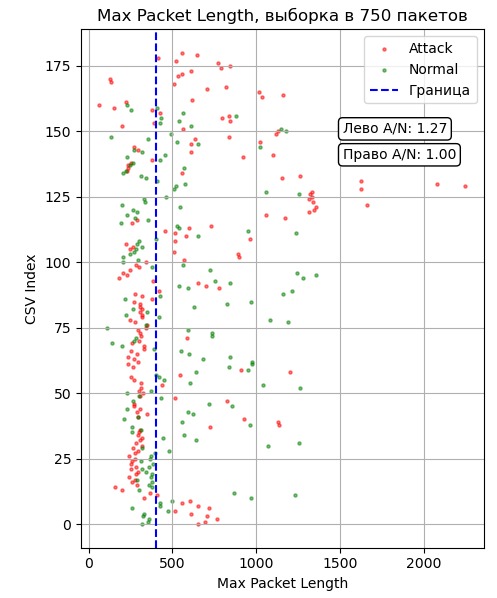 Max Packet Length, выборка в 750 пакетов
Attack
Normal
Граница
Лево A/N: 1.27
Право A/N: 1.00
175
150
125
100
75
50
25
0
CSV Index
0 500 1000 1500 2000
Max Packet Length